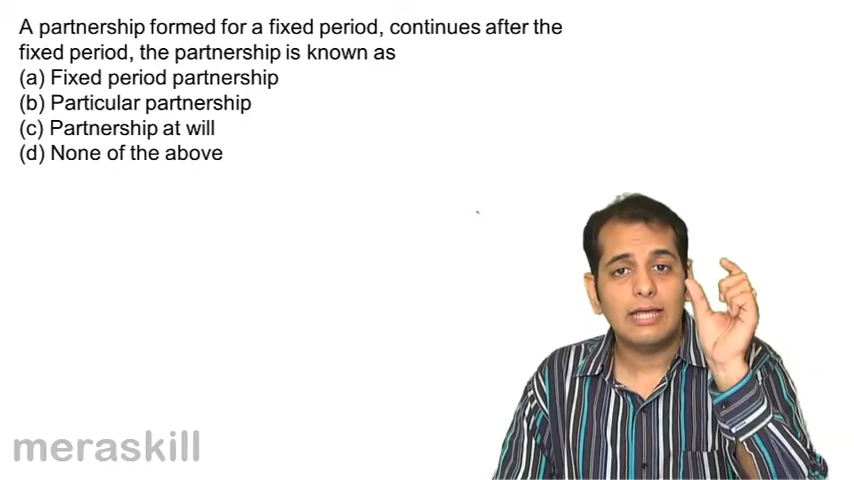 A partnership formed for a fixed period, continues after the
fixed period, the partnership is known as
(a) Fixed period partnership
(b) Particular partnership
(c) Partnership at will
(d) None of the above
meraskill